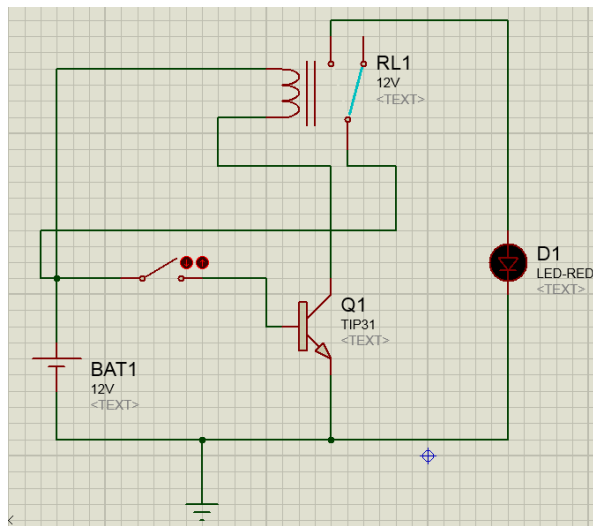 RL1
12V
<TEXT>
D1
LED-RED
<TEXT>
Q1
TIP31
<TEXT>
BAT1
12V
<TEXT>